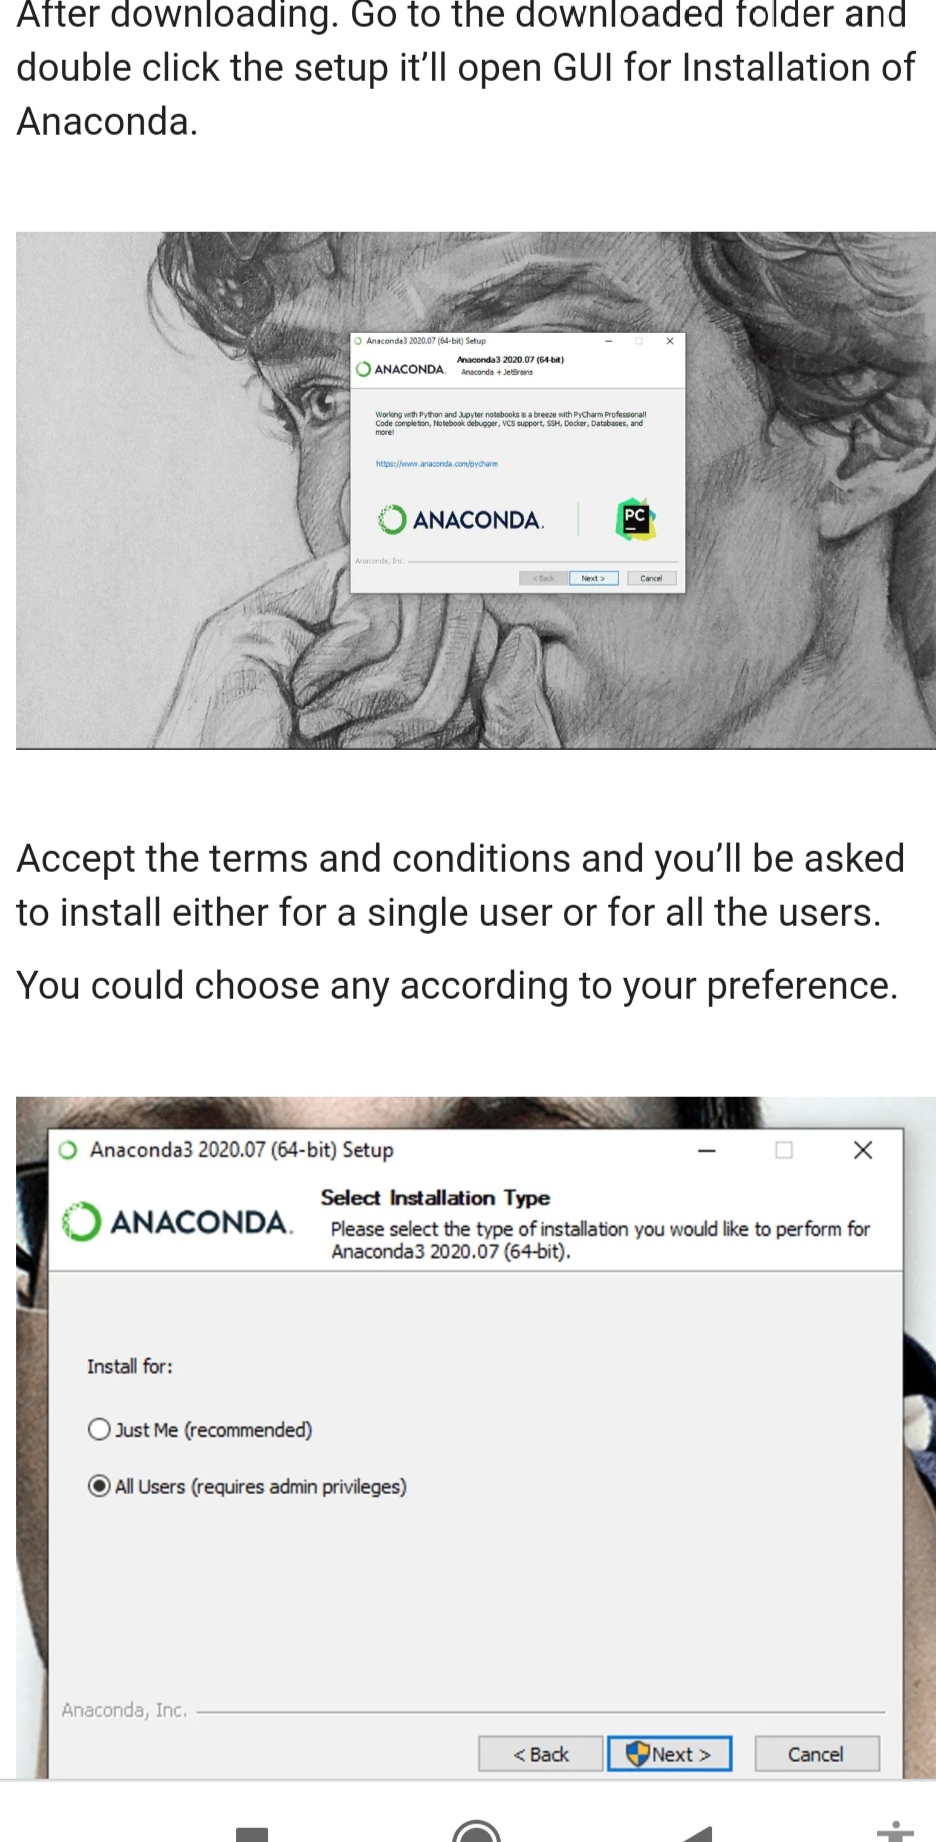 After downloading. Go to the downloaded folder and
double click the setup it’ll open GUI for Installation of
Anaconda.
Anaconda3 2020.07 (64-bit) Setup
ANACONDA.
Anaconda3 2020.07 (64-bit)
Anaconda + JetBrains
Working with Python and Jupyter notebooks is a breeze with PyCharm Professional!
Code completion, Notebook debugger, VCS support, SSH, Docker, Databases, and
more!
https://www.anaconda.com/pycharm
ANACONDA.
PC
Anaconda, Inc.
< Back
Next >
Cancel
Accept the terms and conditions and you’ll be asked
to install either for a single user or for all the users.
You could choose any according to your preference.
Anaconda3 2020.07 (64-bit) Setup
ANACONDA.
Select Installation Type
Please select the type of installation you would like to perform for
Anaconda3 2020.07 (64-bit).
Install for:
Just Me (recommended)
All Users (requires admin privileges)
Anaconda, Inc.
< Back
Next >
Cancel